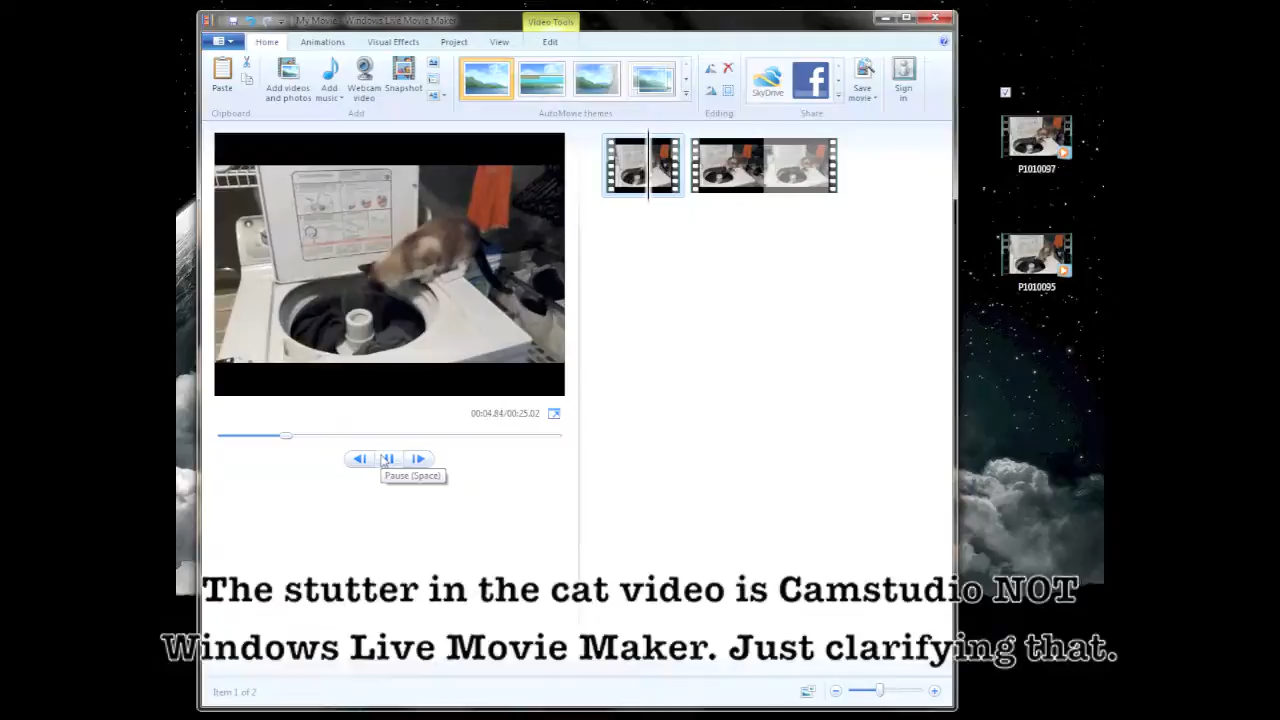 My Movie - Windows Live Movie Maker
Video Tools
Home
Animations
Visual Effects
Project
View
Edit
Paste
Add videos
and photos
Add
music
Webcam
video
Snapshot
SkyDrive
Save
movie
Sign
in
Clipboard
Add
AutoMovie themes
Editing
Share
P1010097
P1010095
00:04.84/00:25.02
Pause (Space)
The stutter in the cat video is Camstudio NOT
Windows Live Movie Maker. Just clarifying that.
Item 1 of 2